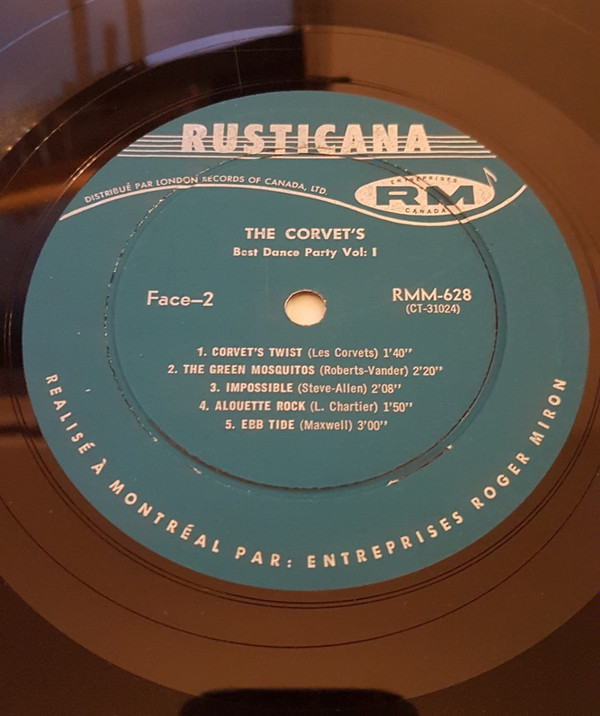 RUSTICANA
DISTRIBUÉ PAR LONDON RECORDS OF CANADA, LTD.
ENTREPRISES
RM
CANADA
THE CORVET'S
Best Dance Party Vol: I
Face–2
RMM-628
(CT-31024)
1. CORVET'S TWIST (Les Corvets) 1'40"
2. THE GREEN MOSQUITOS (Roberts-Vander) 2'20"
3. IMPOSSIBLE (Steve-Allen) 2'08"
4. ALOUETTE ROCK (L. Chartier) 1'50"
5. EBB TIDE (Maxwell) 3'00"
REALISÉ À MONTRÉAL PAR: ENTREPRISES ROGER MIRON